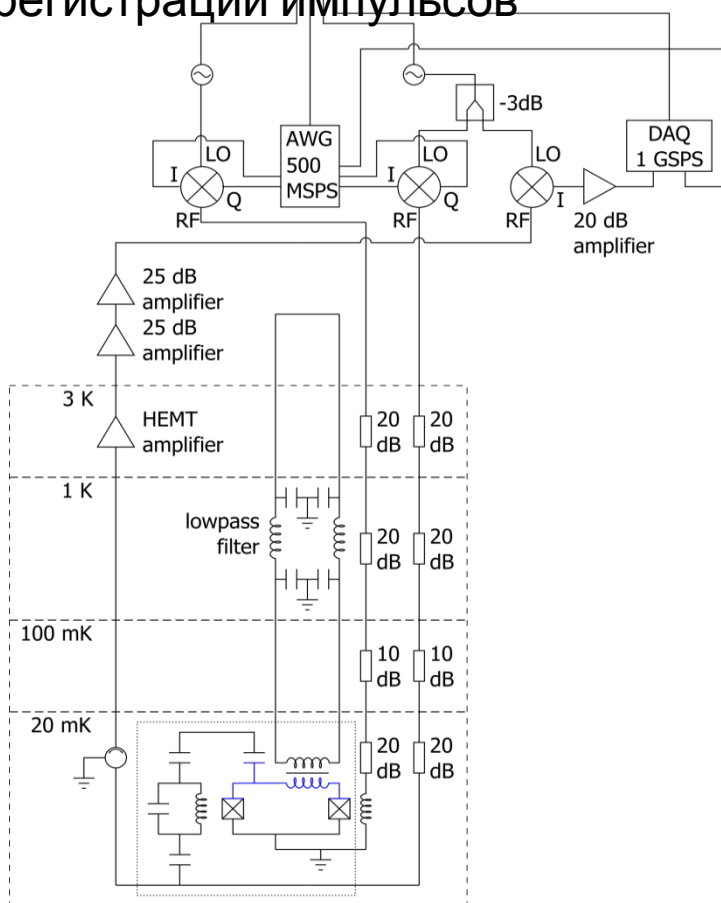 регистрации импульсов
-3dB
AWG
500
MSPS
DAQ
1 GSPS
LO
LO
LO
I
Q
I
Q
I
RF
RF
RF
20 dB
amplifier
25 dB
amplifier
25 dB
amplifier
3 K
HEMT
amplifier
20
dB
20
dB
1 K
lowpass
filter
20
dB
20
dB
100 mK
10
dB
10
dB
20 mK
20
dB
20
dB